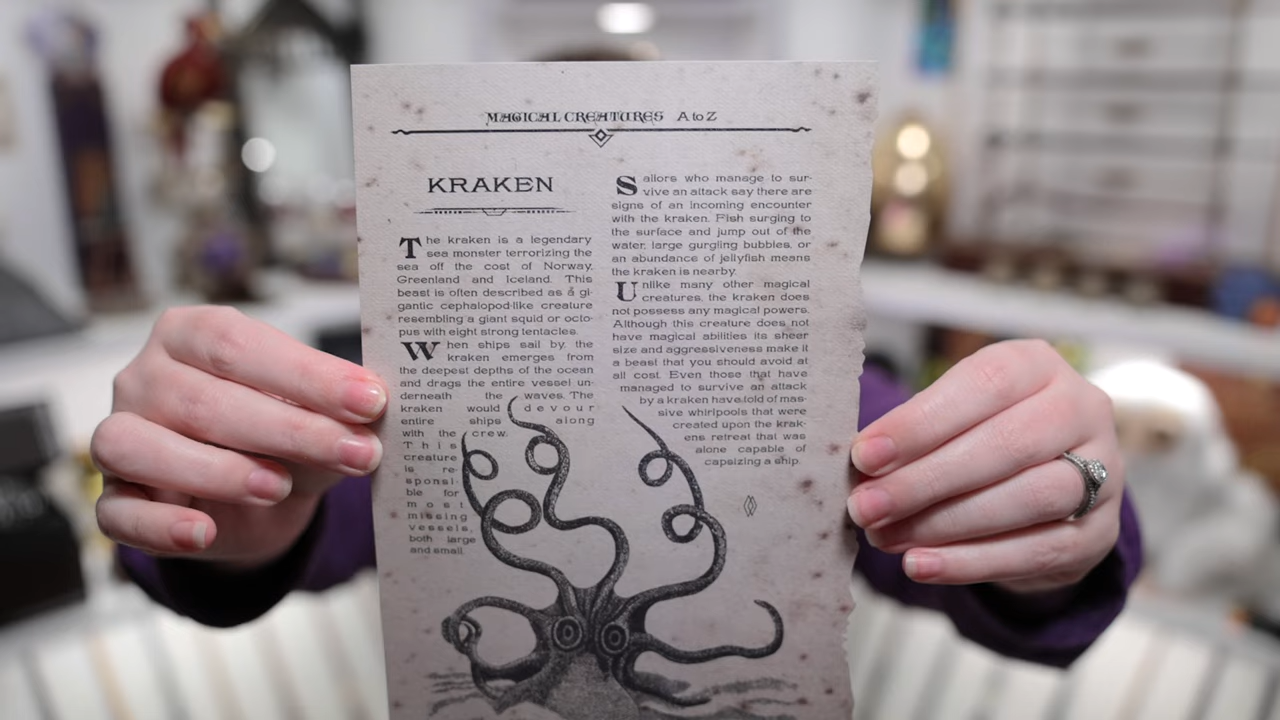 MAGICAL CREATURES A to Z
KRAKEN
The kraken is a legendary
sea monster terrorizing the
sea off the cost of Norway,
Greenland and Iceland. This
beast is often described as a gi-
gantic cephalopod-like creature
resembling a giant squid or octo-
pus with eight strong tentacles.
When ships sail by, the
kraken emerges from
the deepest depths of the ocean
and drags the entire vessel un-
derneath the waves. The
kraken would devour
entire ships along
with the crew.
This
creature
is re-
sponsi-
ble for
most
missing
vessels,
both large
and small.
Sailors who manage to sur-
vive an attack say there are
signs of an incoming encounter
with the kraken. Fish surging to
the surface and jump out of the
water, large gurgling bubbles, or
an abundance of jellyfish means
the kraken is nearby.
Unlike many other magical
creatures, the kraken does
not possess any magical powers.
Although this creature does not
have magical abilities its sheer
size and aggressiveness make it
a beast that you should avoid at
all cost. Even those that have
managed to survive an attack
by a kraken have told of mas-
sive whirlpools that were
created upon the krak-
ens retreat that was
alone capable of
capsizing a ship.